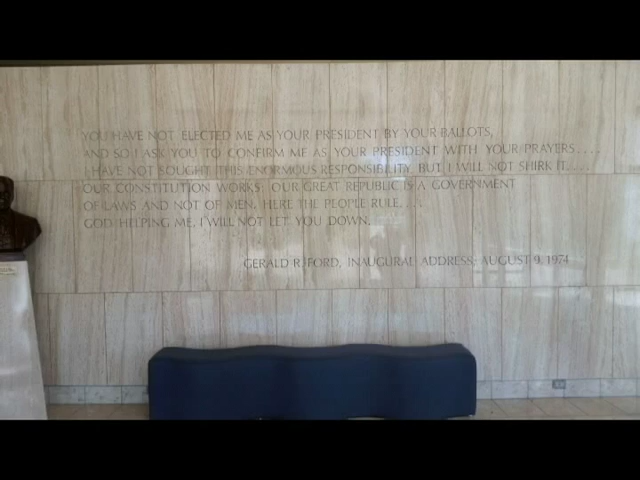 YOU HAVE NOT ELECTED ME AS YOUR PRESIDENT BY YOUR BALLOTS,
AND SO I ASK YOU TO CONFIRM ME AS YOUR PRESIDENT WITH YOUR PRAYERS....
I HAVE NOT SOUGHT THIS ENORMOUS RESPONSIBILITY, BUT I WILL NOT SHIRK IT....
OUR CONSTITUTION WORKS; OUR GREAT REPUBLIC IS A GOVERNMENT
OF LAWS AND NOT OF MEN. HERE THE PEOPLE RULE....
GOD HELPING ME, I WILL NOT LET YOU DOWN.
GERALD R. FORD, INAUGURAL ADDRESS: AUGUST 9, 1974